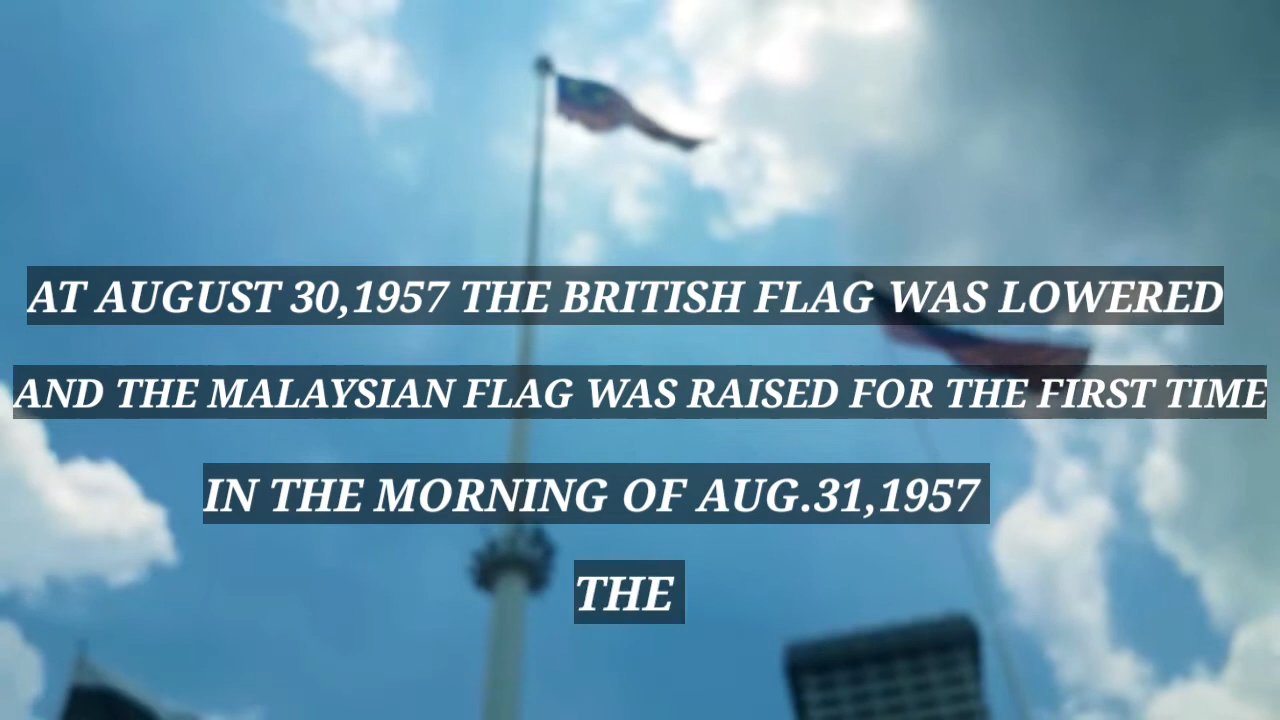 AT AUGUST 30,1957 THE BRITISH FLAG WAS LOWERED
AND THE MALAYSIAN FLAG WAS RAISED FOR THE FIRST TIME
IN THE MORNING OF AUG.31,1957
THE